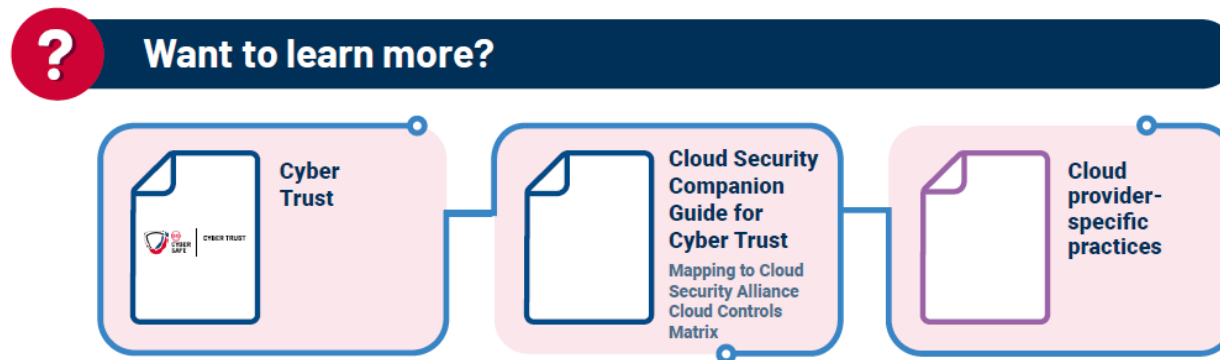 ?
Want to learn more?
Cyber
Trust
CYBER
SAFE
CYBER TRUST
Cloud Security
Companion
Guide for
Cyber Trust
Mapping to Cloud
Security Alliance
Cloud Controls
Matrix
Cloud
provider-
specific
practices